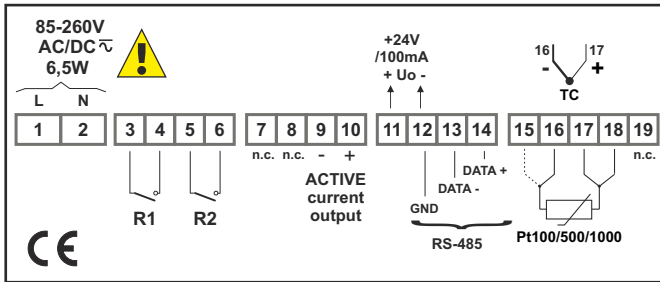 85-260V
AC/DC
6,5W
L N
+24V
/100mA
+ Uo -
16 17
- +
TC
1 2 3 4 5 6 7 8 9 10 11 12 13 14 15 16 17 18 19
n.c. n.c. - + n.c.
R1 R2
ACTIVE
current
output
DATA +
DATA -
GND
RS-485
Pt100/500/1000
CE